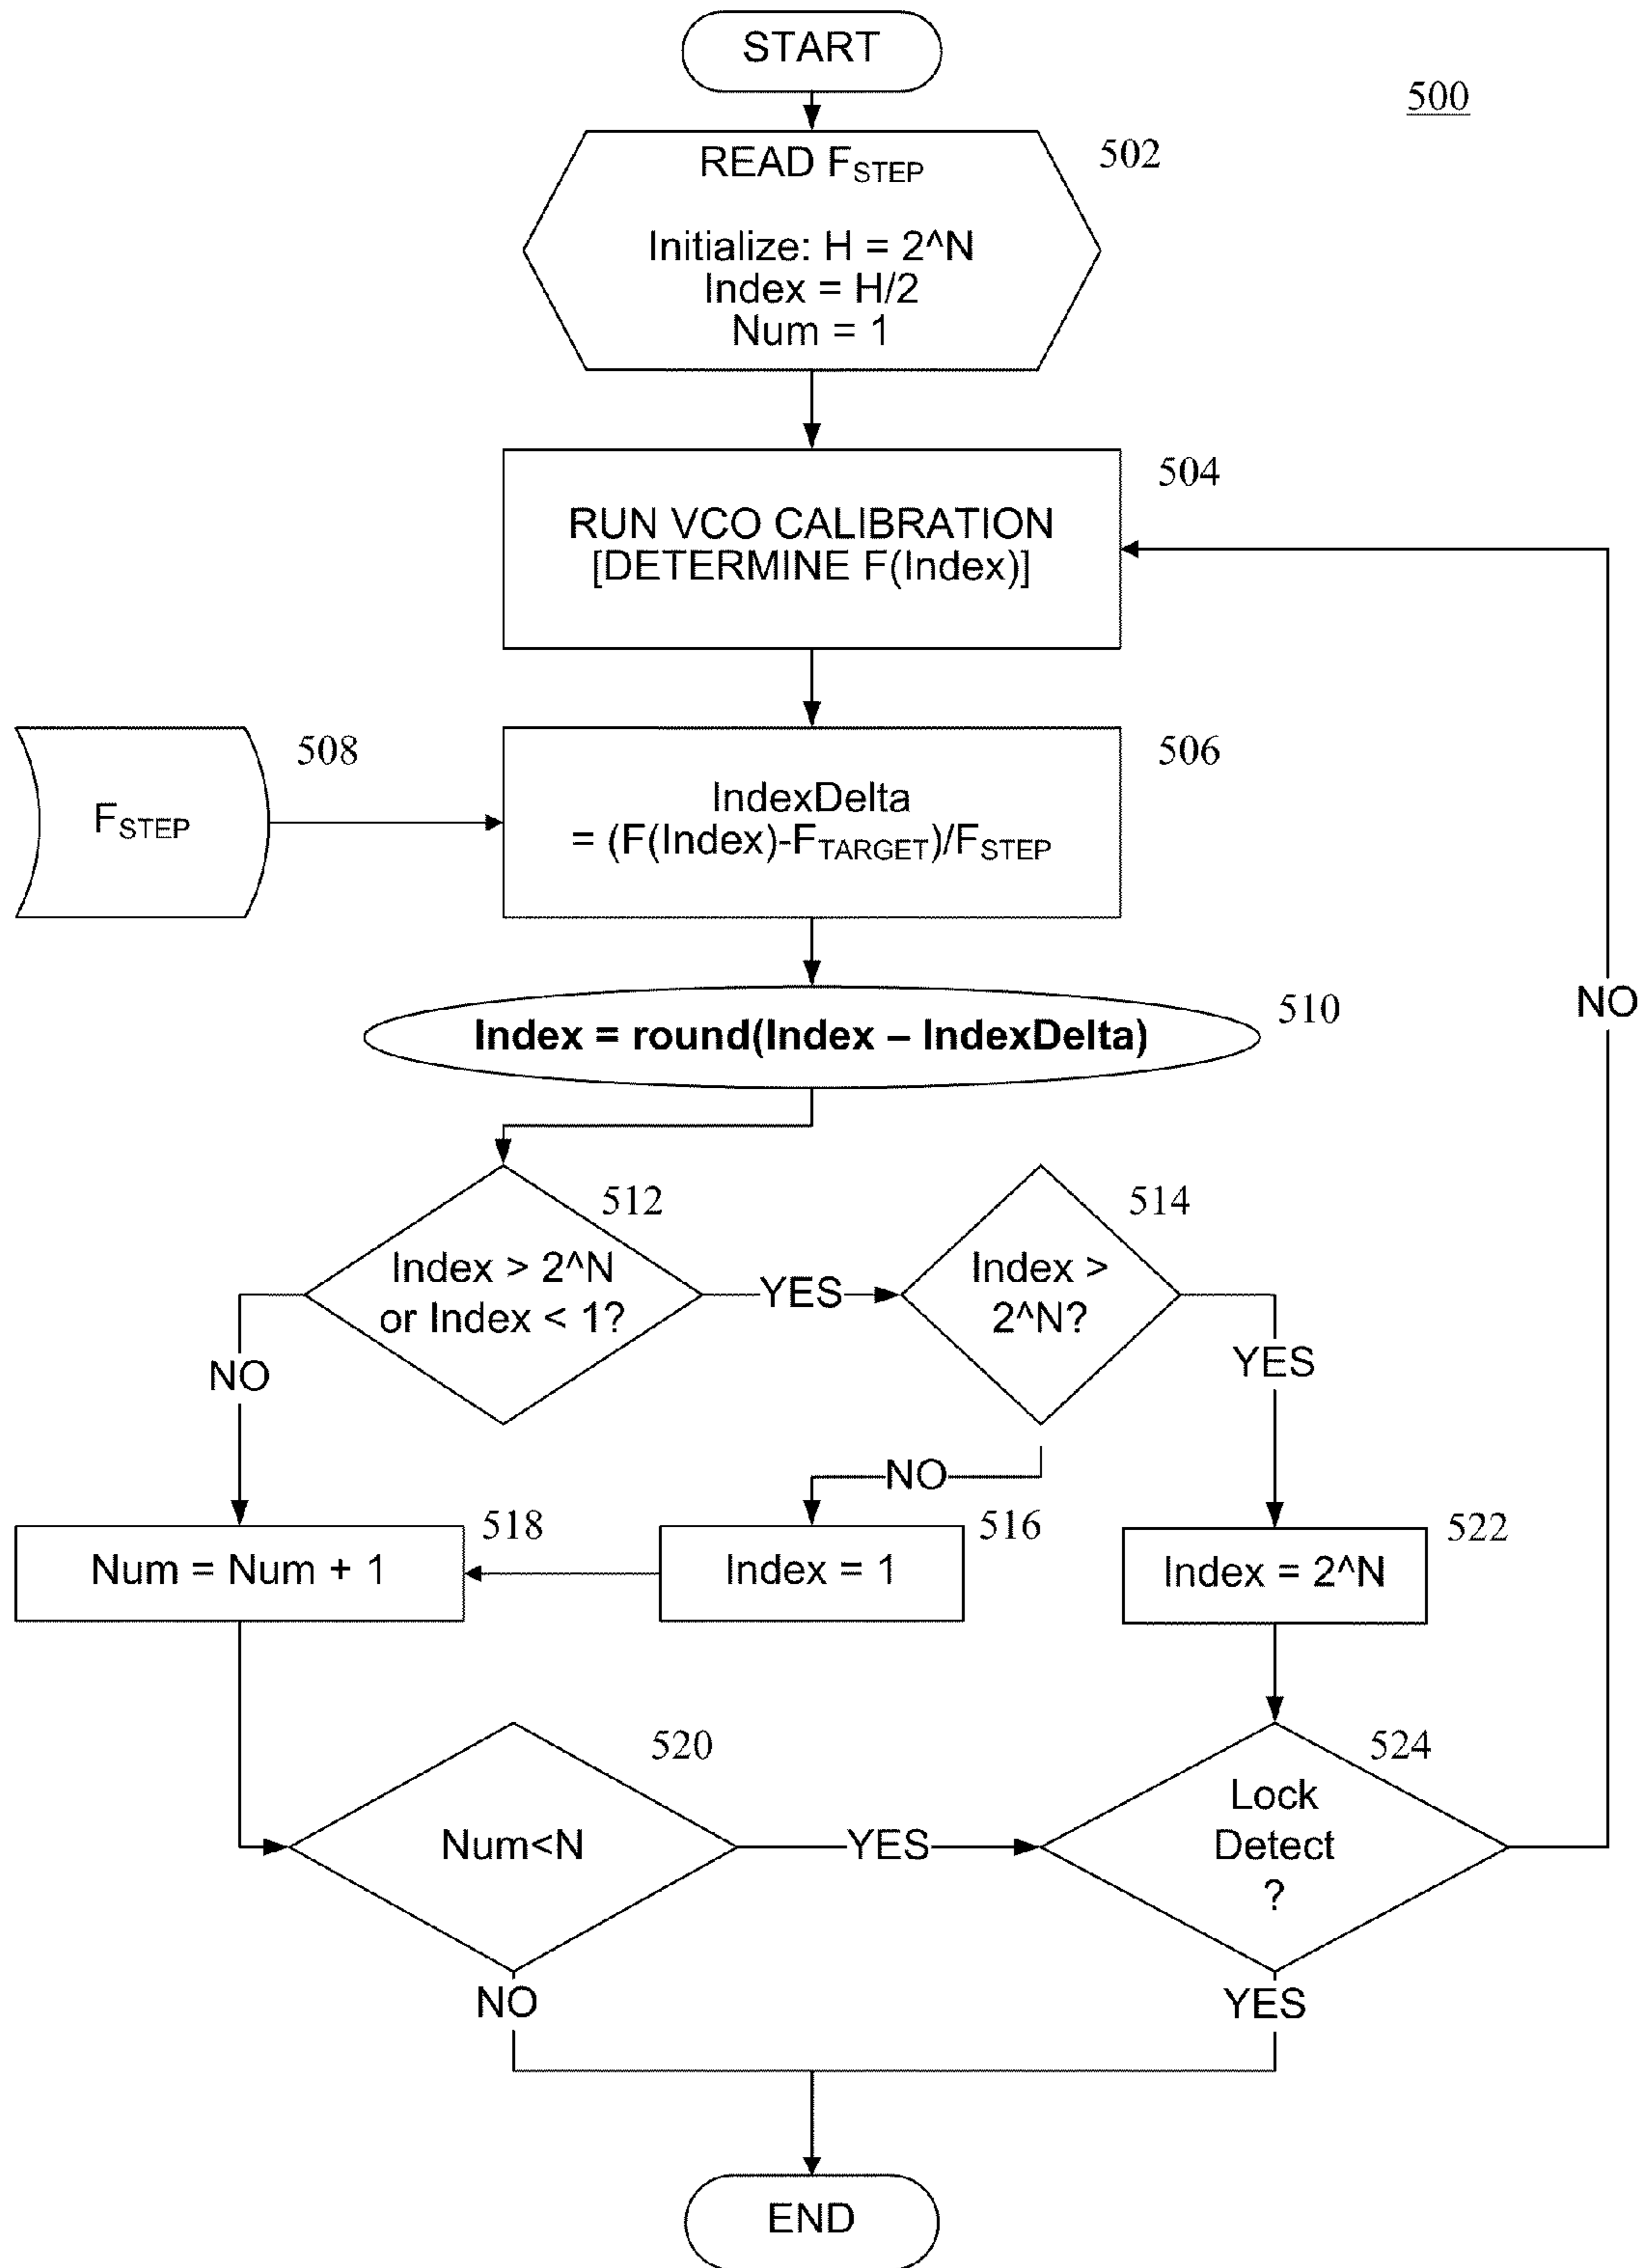 START
500
502
READ FSTEP
Initialize: H = 2^N
Index = H/2
Num = 1
504
RUN VCO CALIBRATION
[DETERMINE F(Index)]
508
FSTEP
506
IndexDelta
= (F(Index)-FTARGET)/FSTEP
510
Index = round(Index – IndexDelta)
NO
512
Index > 2^N
or Index < 1?
YES
514
Index >
2^N?
NO
YES
NO
518
Num = Num + 1
516
Index = 1
522
Index = 2^N
520
Num<N
YES
524
Lock
Detect
?
NO
YES
END